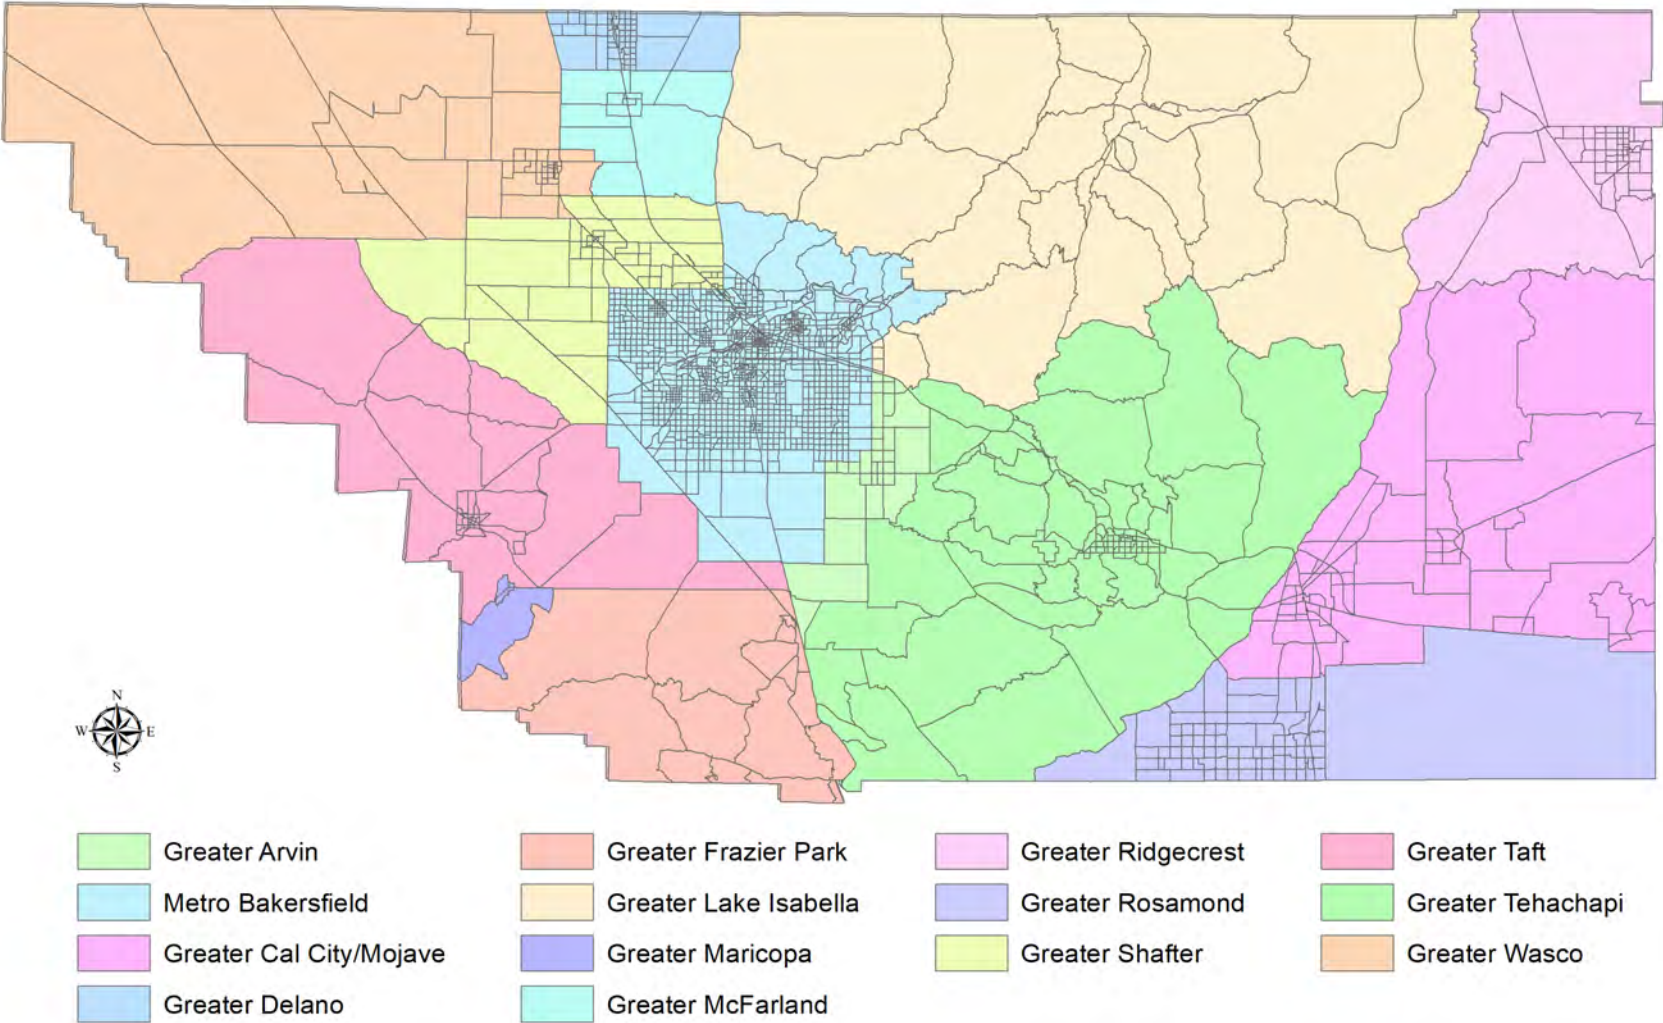 N
W E
S
Greater Arvin
Greater Frazier Park
Greater Ridgecrest
Greater Taft
Metro Bakersfield
Greater Lake Isabella
Greater Rosamond
Greater Tehachapi
Greater Cal City/Mojave
Greater Maricopa
Greater Shafter
Greater Wasco
Greater Delano
Greater McFarland